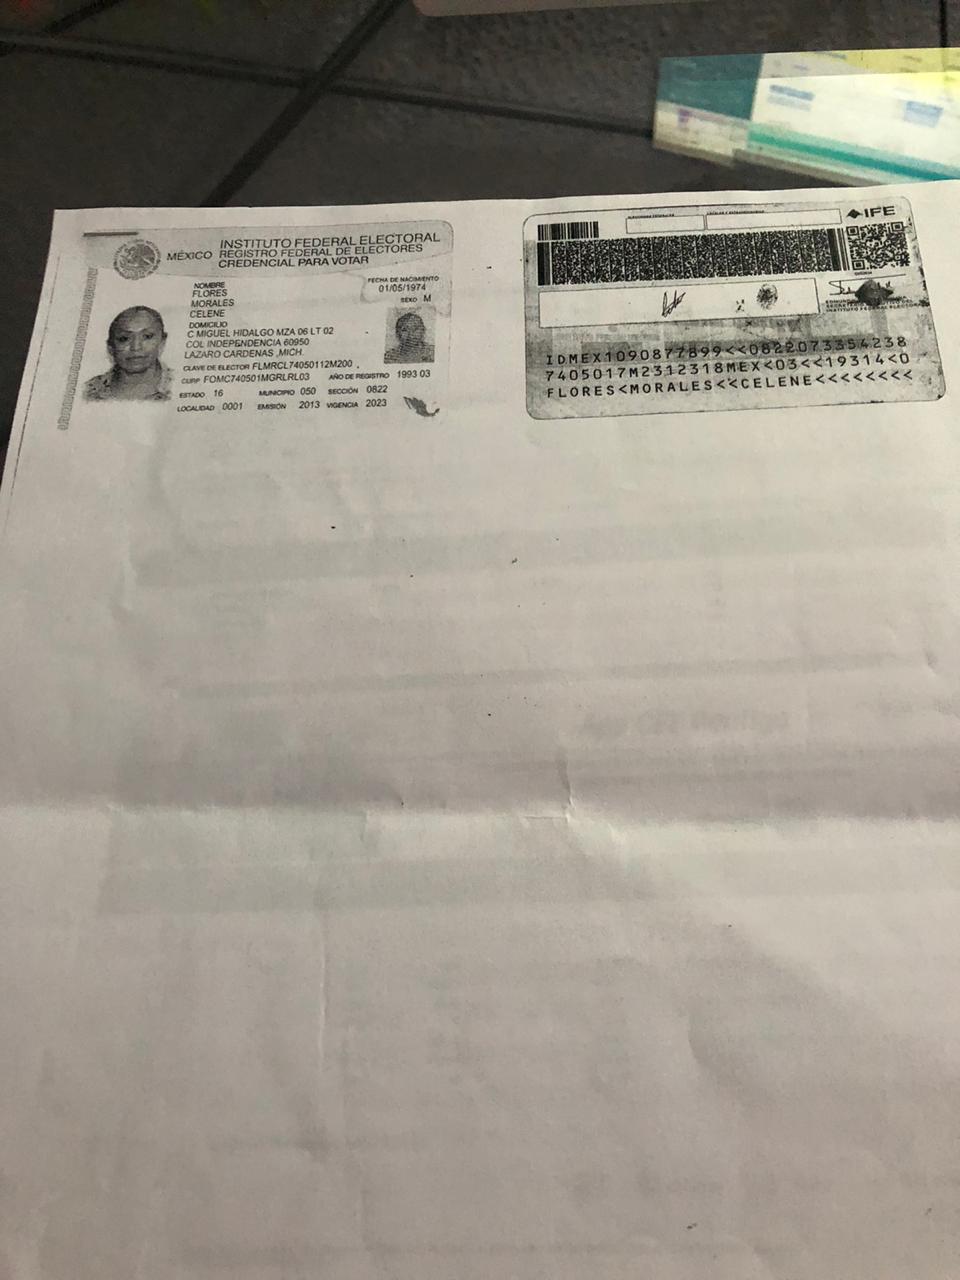 INSTITUTO FEDERAL ELECTORAL
MÉXICO REGISTRO FEDERAL DE ELECTORES
CREDENCIAL PARA VOTAR
NOMBRE
FLORES
MORALES
CELENE
FECHA DE NACIMIENTO
01/05/1974
SEXO M
DOMICILIO
C MIGUEL HIDALGO MZA 06 LT 02
COL INDEPENDENCIA 60950
LAZARO CARDENAS ,MICH.
CLAVE DE ELECTOR FLMRCL74050112M200
CURP FOMC740501MGRLRL03 AÑO DE REGISTRO 1993 03
ESTADO 16 MUNICIPIO 050 SECCIÓN 0822
LOCALIDAD 0001 EMISIÓN 2013 VIGENCIA 2023
IFE
IDMEX1090877899<<0822073354238
7405017M2312318MEX<03<<19314<0
FLORES<MORALES<<CELENE<<<<<<<<